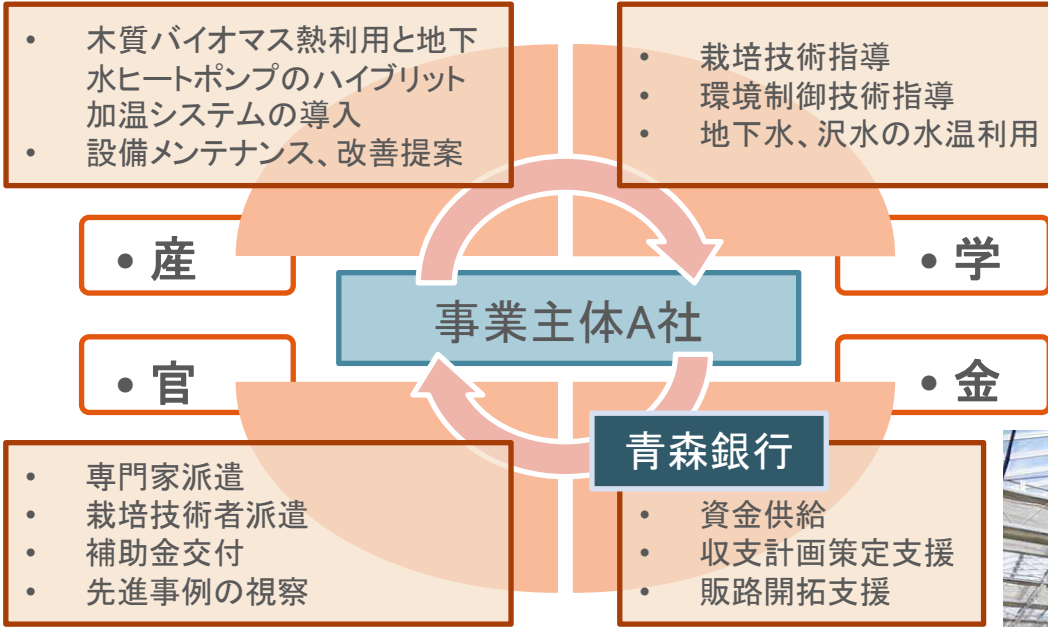 • 木質バイオマス熱利用と地下
水ヒートポンプのハイブリット
加温システムの導入
• 設備メンテナンス、改善提案
• 栽培技術指導
• 環境制御技術指導
• 地下水、沢水の水温利用
• 産
• 学
事業主体A社
• 官
• 金
青森銀行
• 専門家派遣
• 栽培技術者派遣
• 補助金交付
• 先進事例の視察
• 資金供給
• 収支計画策定支援
• 販路開拓支援